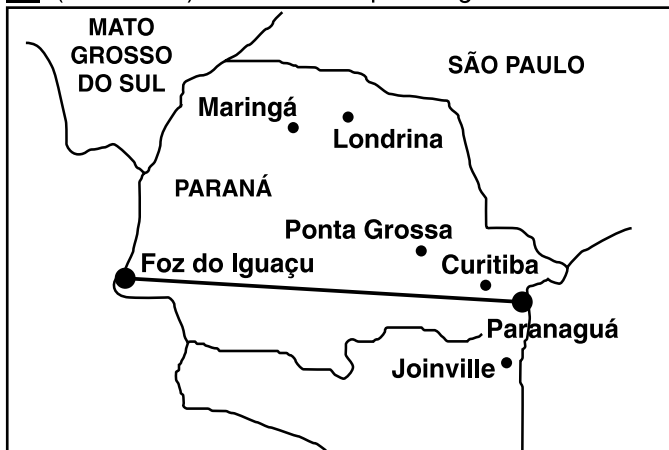 MATO
GROSSO
DO SUL
SÃO PAULO
Maringá
Londrina
PARANÁ
Ponta Grossa
Foz do Iguaçu
Curitiba
Paranaguá
Joinville